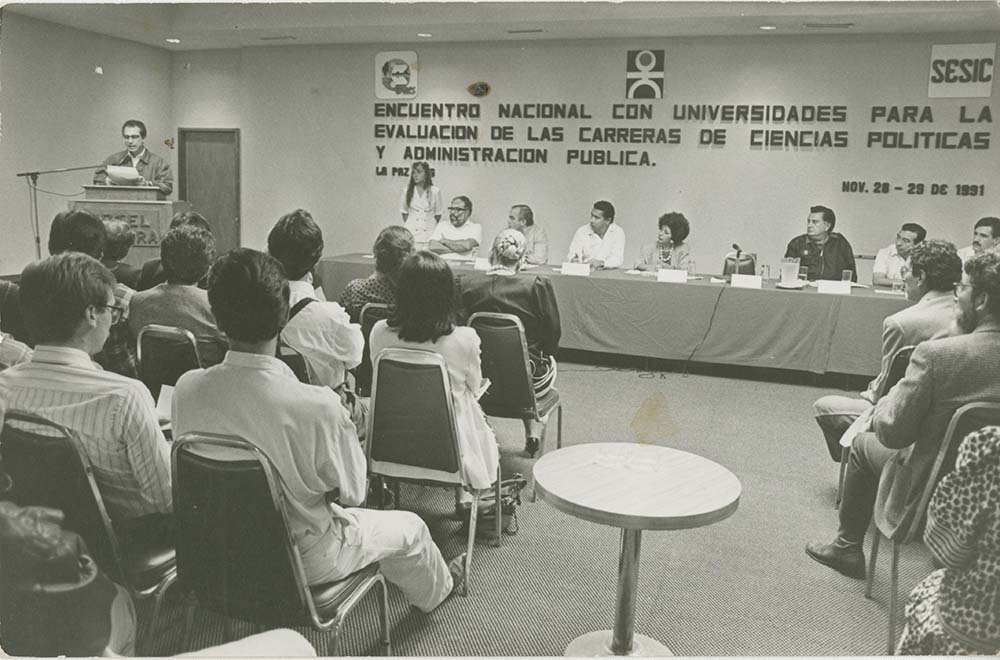 SESIC
ENCUENTRO NACIONAL CON UNIVERSIDADES PARA LA
EVALUACION DE LAS CARRERAS DE CIENCIAS POLITICAS
Y ADMINISTRACION PUBLICA.
LA PAZ
NOV. 28 - 29 DE 1991